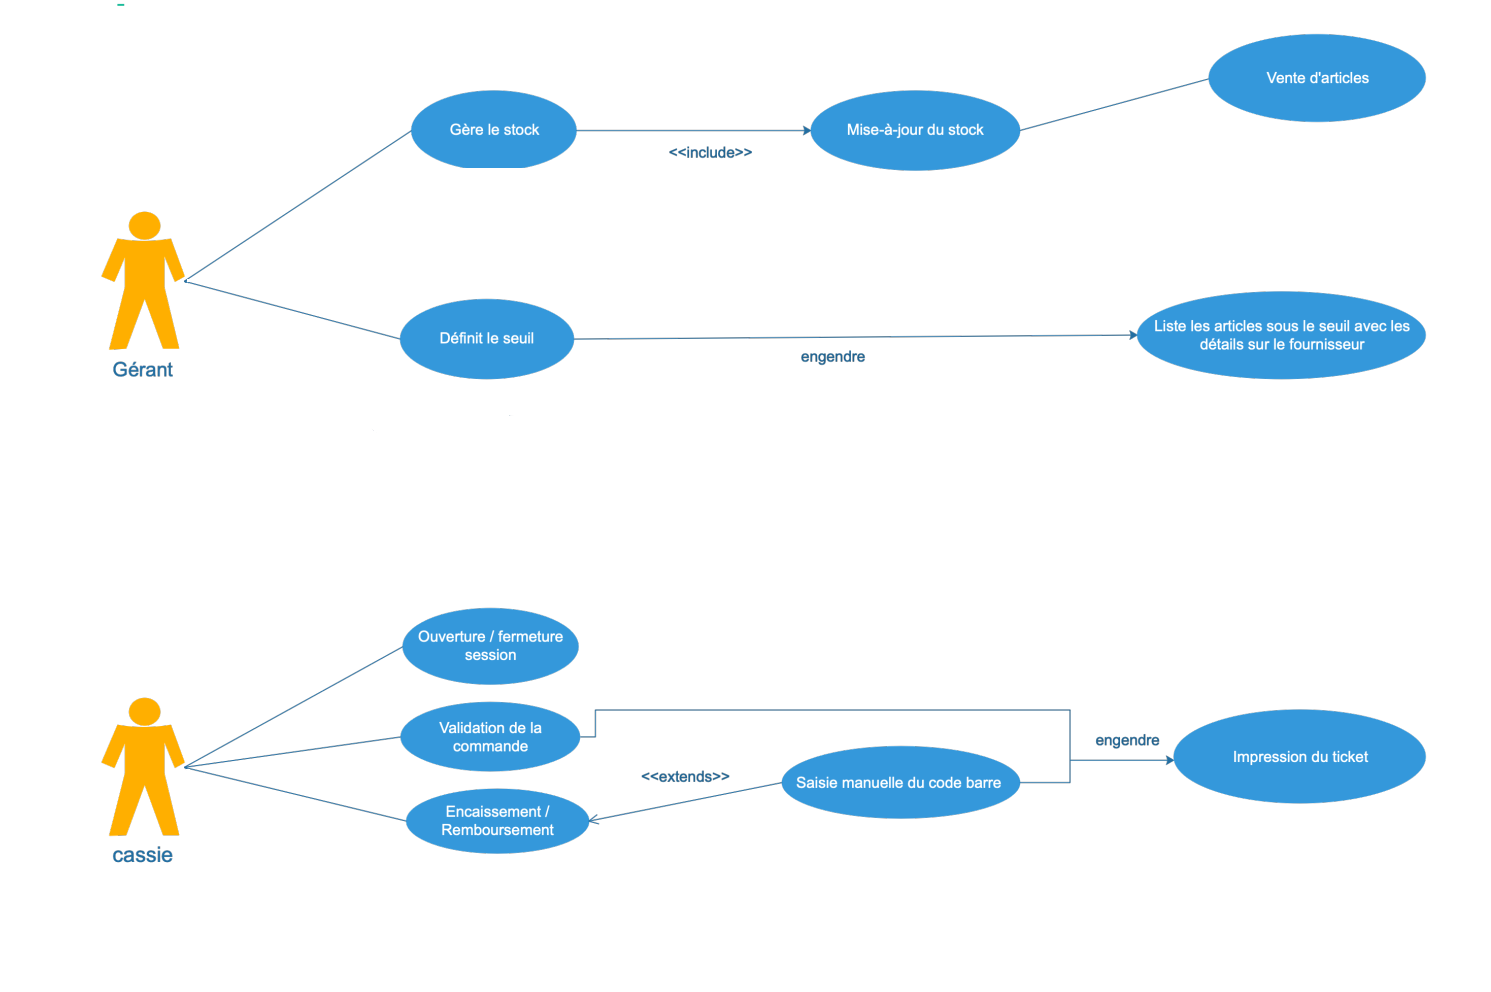 Vente d'articles
Gère le stock
Mise-à-jour du stock
<<include>>
Liste les articles sous le seuil avec les
détails sur le fournisseur
Définit le seuil
engendre
Gérant
Ouverture / fermeture
session
Validation de la
commande
engendre
Impression du ticket
<<extends>>
Saisie manuelle du code barre
Encaissement /
Remboursement
cassie